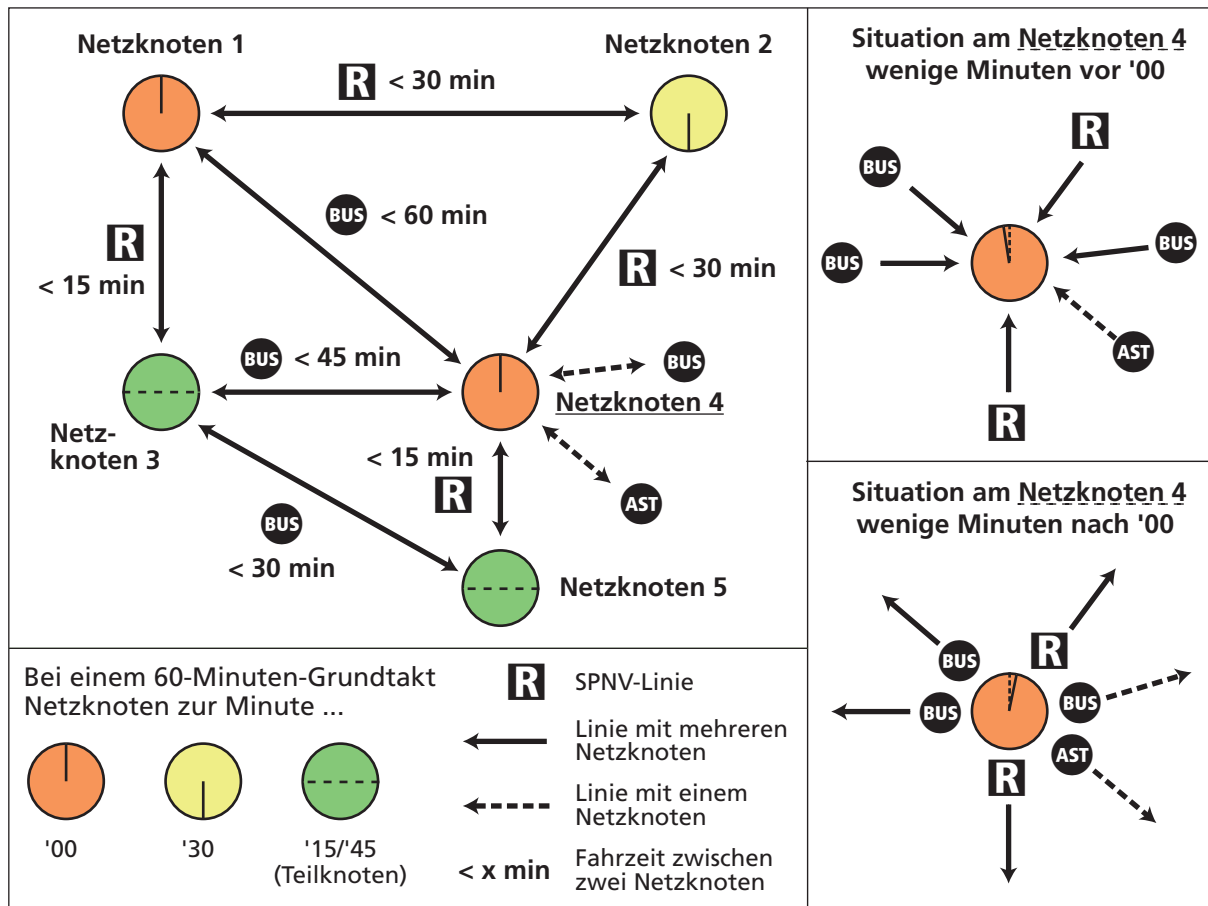 Netzknoten 1
Netzknoten 2
R < 30 min
BUS < 60 min
R
< 15 min
R < 30 min
BUS < 45 min
BUS
Netzknoten 4
Netz-
knoten 3
< 15 min
R
AST
BUS
< 30 min
Netzknoten 5
Situation am Netzknoten 4
wenige Minuten vor '00
R
BUS
BUS
BUS
AST
R
Situation am Netzknoten 4
wenige Minuten nach '00
BUS
R
BUS
BUS
AST
R
Bei einem 60-Minuten-Grundtakt
Netzknoten zur Minute ...
'00
'30
'15/'45
(Teilknoten)
R SPNV-Linie
Linie mit mehreren
Netzknoten
Linie mit einem
Netzknoten
< x min Fahrzeit zwischen
zwei Netzknoten